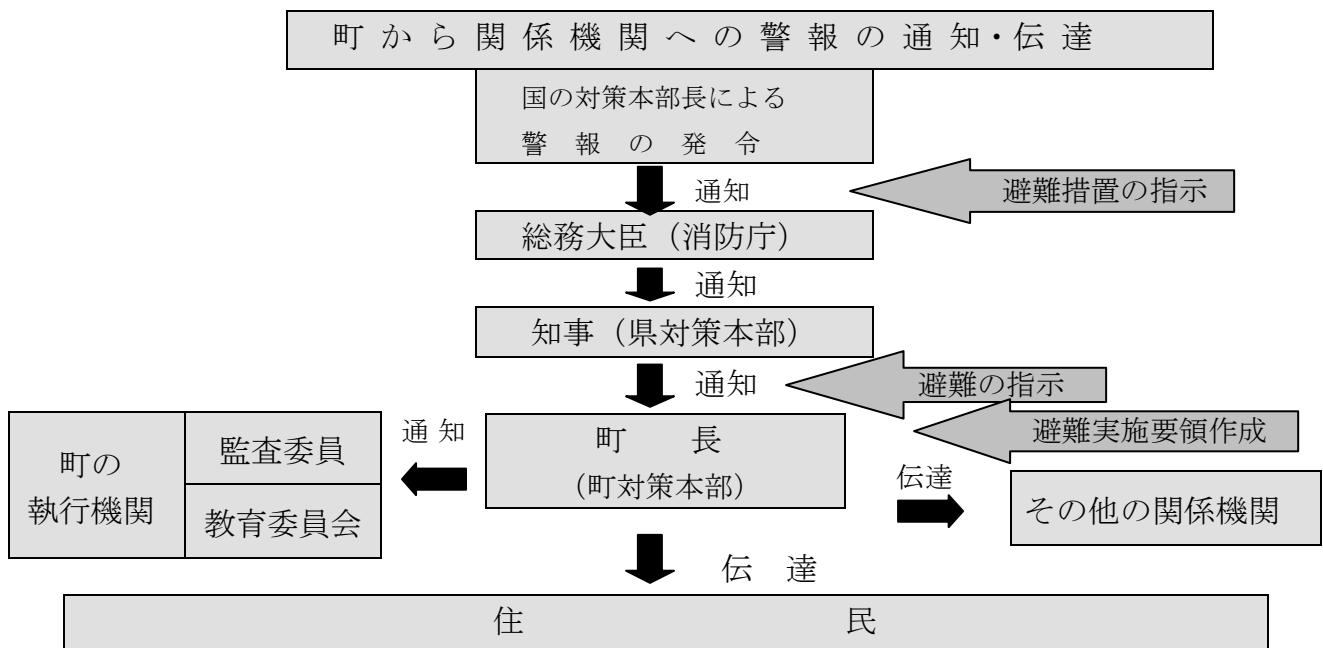 町から関係機関への警報の通知・伝達
国の対策本部長による
警報の発令
通知
避難措置の指示
総務大臣（消防庁）
通知
知事（県対策本部）
通知
避難の指示
避難実施要領作成
町の
執行機関
監査委員
教育委員会
通知
町長
（町対策本部）
伝達
その他の関係機関
伝達
住民